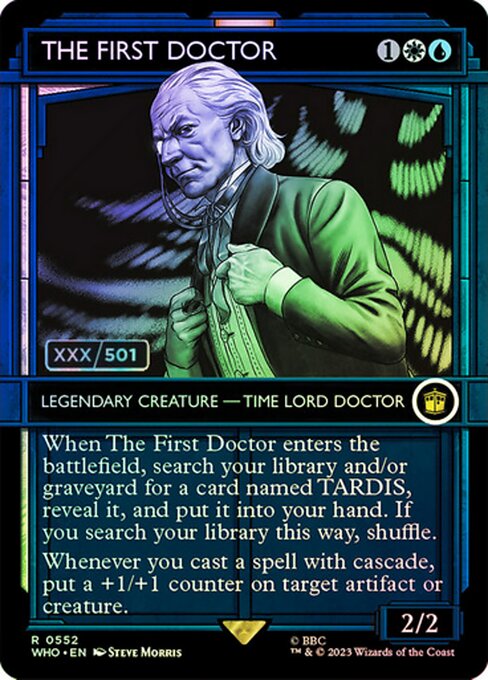 THE FIRST DOCTOR 1
XXX/501
LEGENDARY CREATURE — TIME LORD DOCTOR
When The First Doctor enters the
battlefield, search your library and/or
graveyard for a card named TARDIS,
reveal it, and put it into your hand. If
you search your library this way, shuffle.
Whenever you cast a spell with cascade,
put a +1/+1 counter on target artifact or
creature.
2/2
R 0552
WHO • EN STEVE MORRIS
© BBC
™ & © 2023 Wizards of the Coast